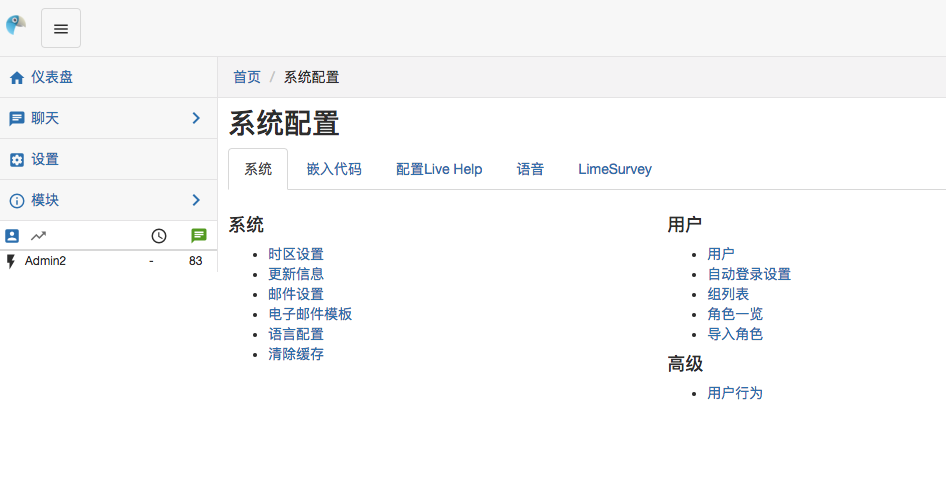 仪表盘
聊天
设置
模块
Admin2 - 83
首页 / 系统配置
系统配置
系统 嵌入代码 配置Live Help 语音 LimeSurvey
系统
时区设置
更新信息
邮件设置
电子邮件模板
语言配置
清除缓存
用户
用户
自动登录设置
组列表
角色一览
导入角色
高级
用户行为